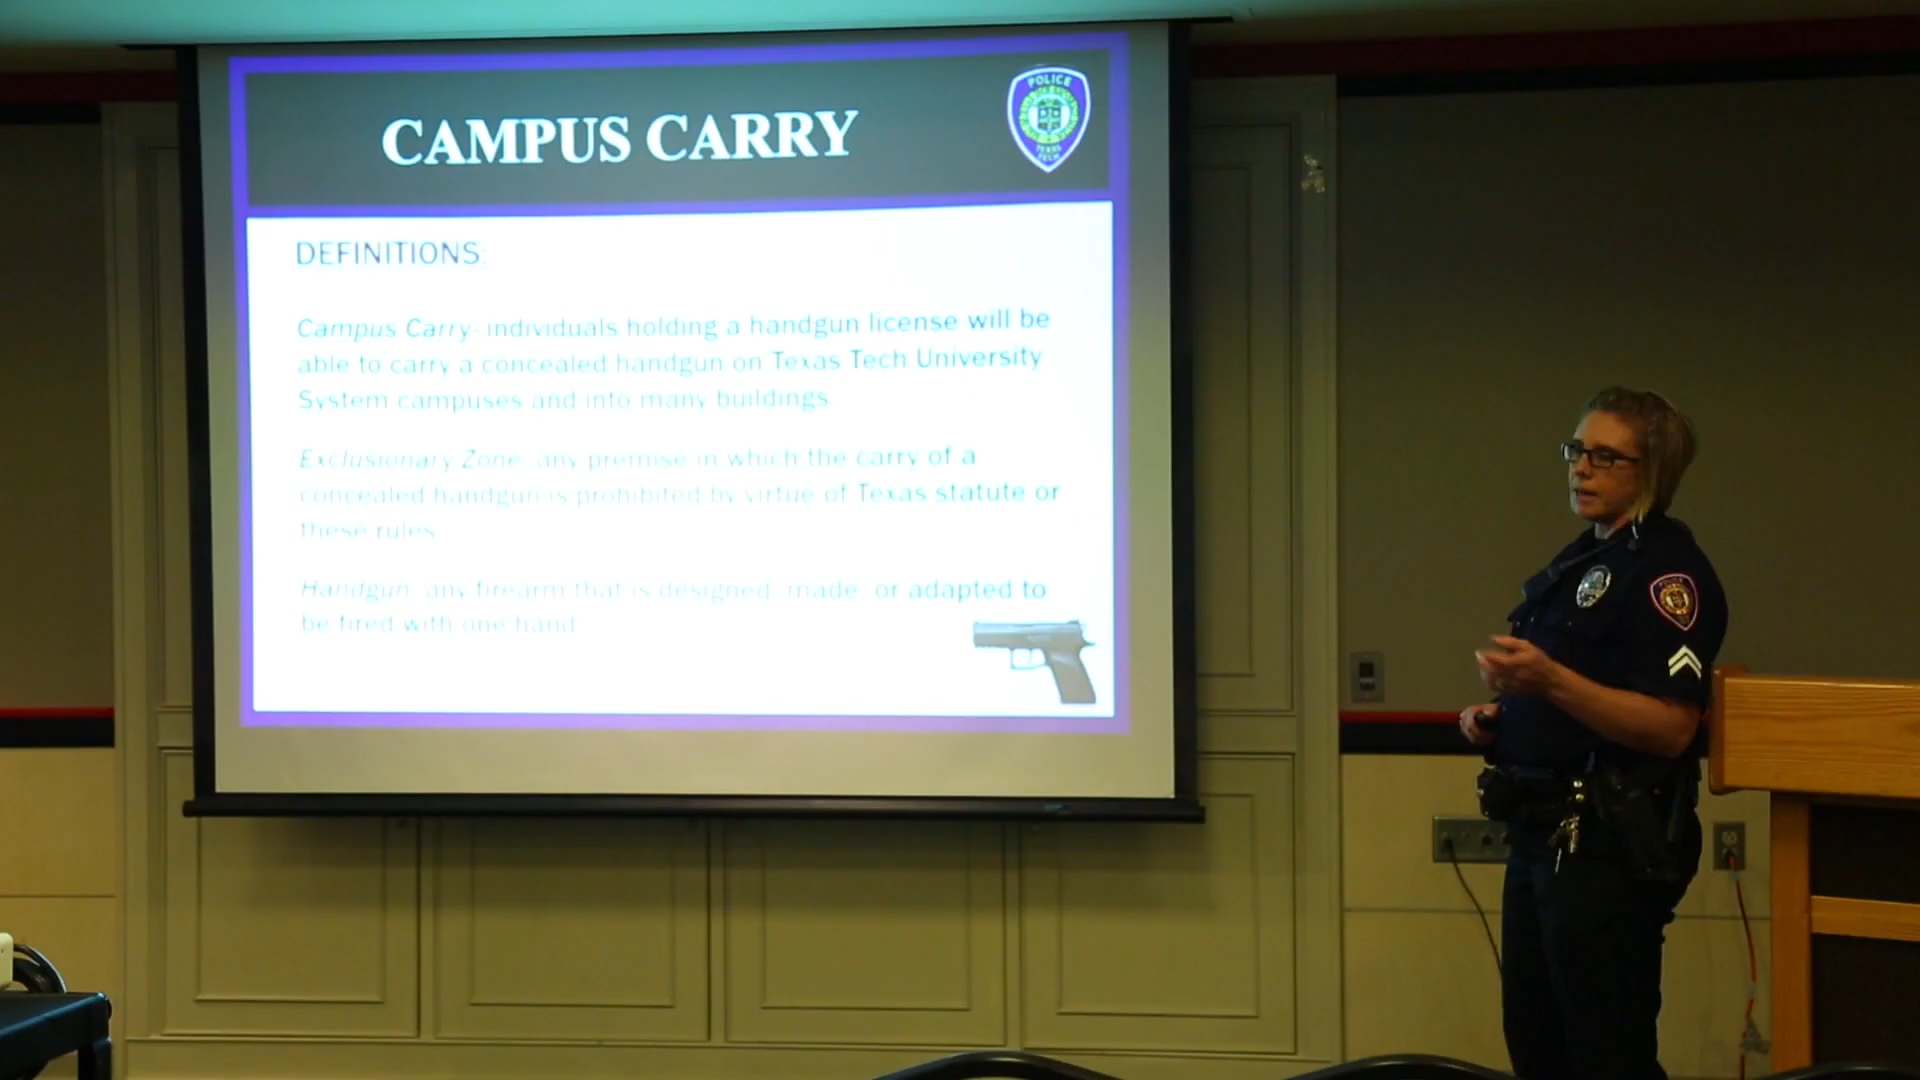 CAMPUS CARRY
POLICE
TEXAS
TECH
DEFINITIONS:
Campus Carry- individuals holding a handgun license will be
able to carry a concealed handgun on Texas Tech University
System campuses and into many buildings
Exclusionary Zone- any premise in which the carry of a
concealed handgun is prohibited by virtue of Texas statute or
these rules
Handgun- any firearm that is designed, made, or adapted to
be fired with one hand
POLICE